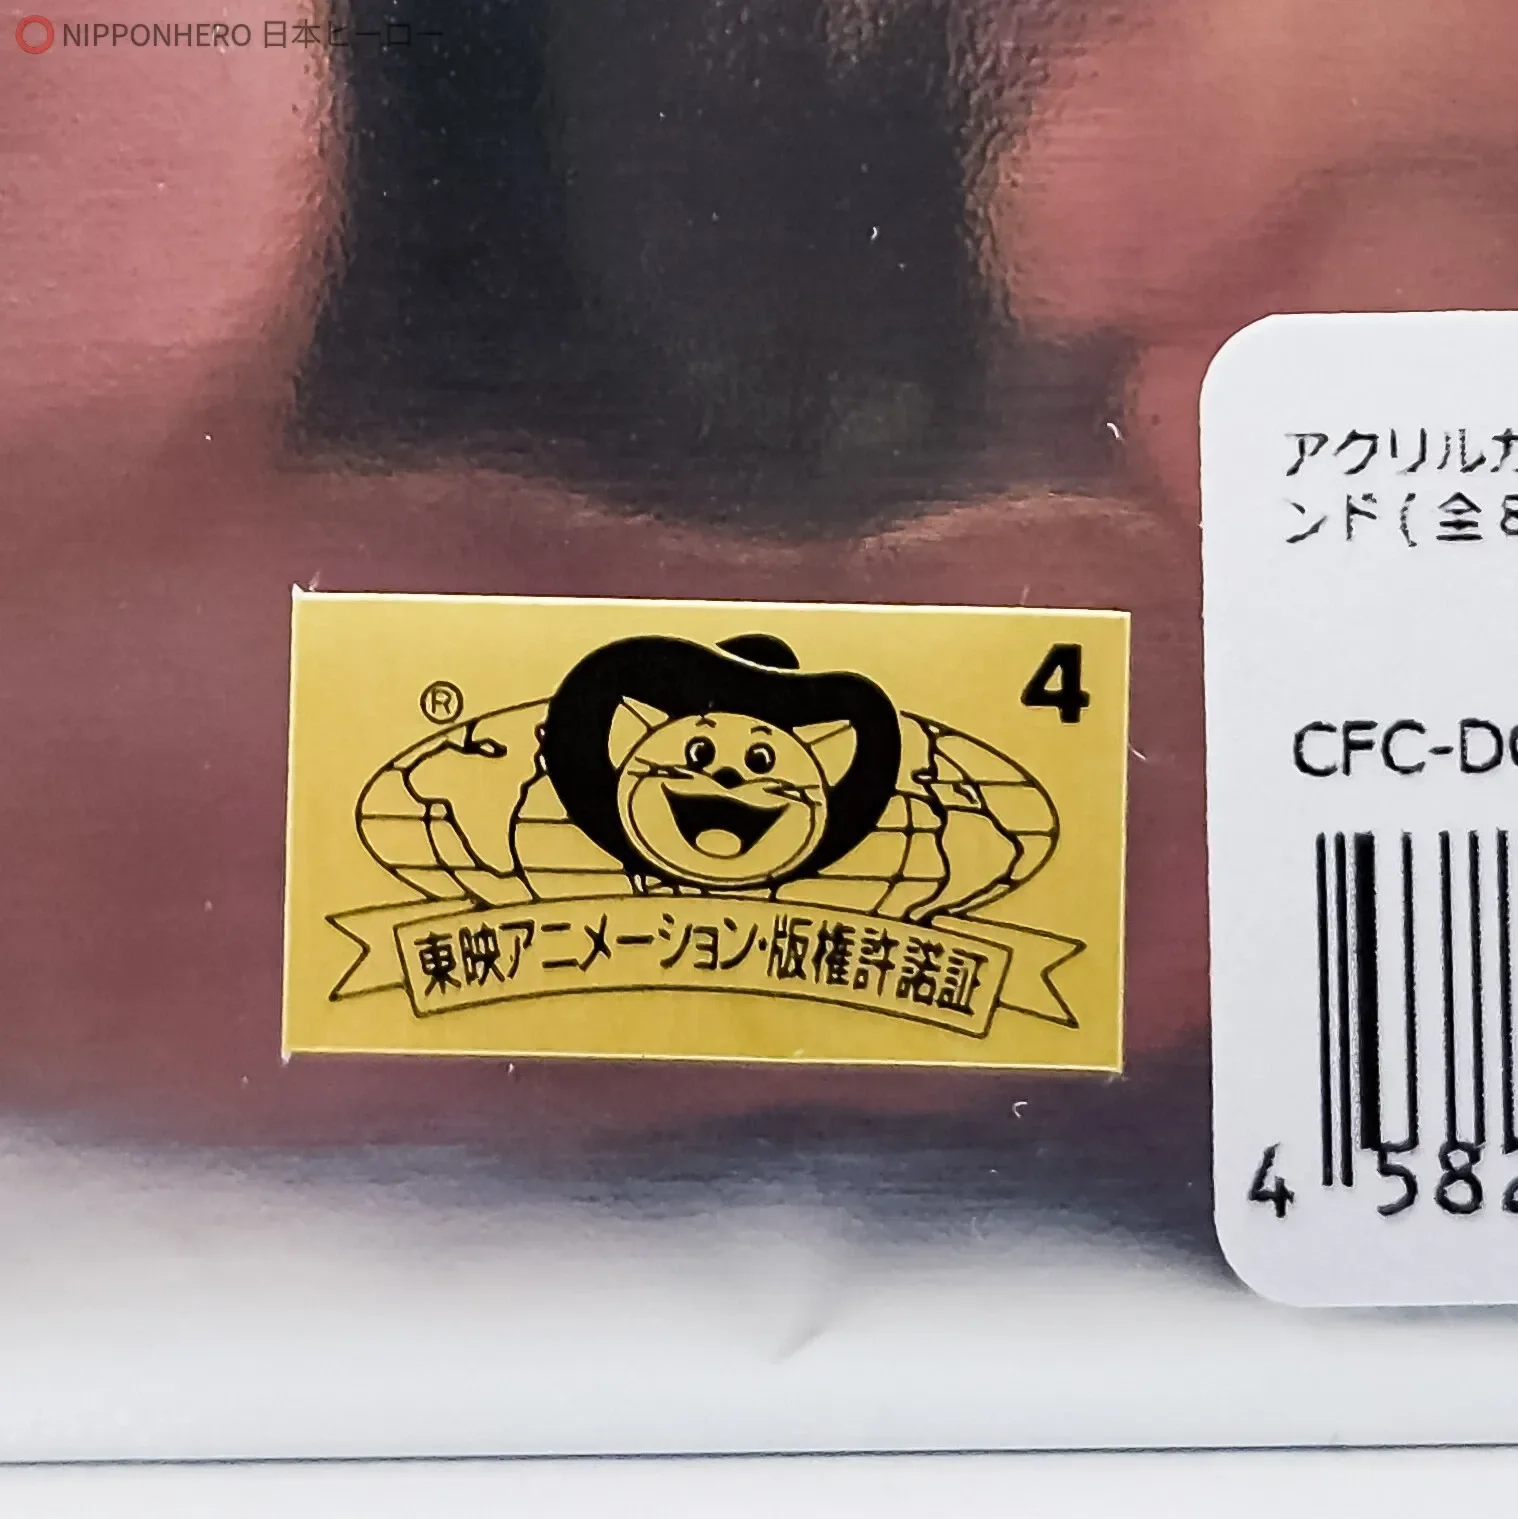 NIPPONHERO 日本ヒーロー
アクリルカ
ンド(全8
4
®
CFC-D
東映アニメーション・版権許諾証
4 582